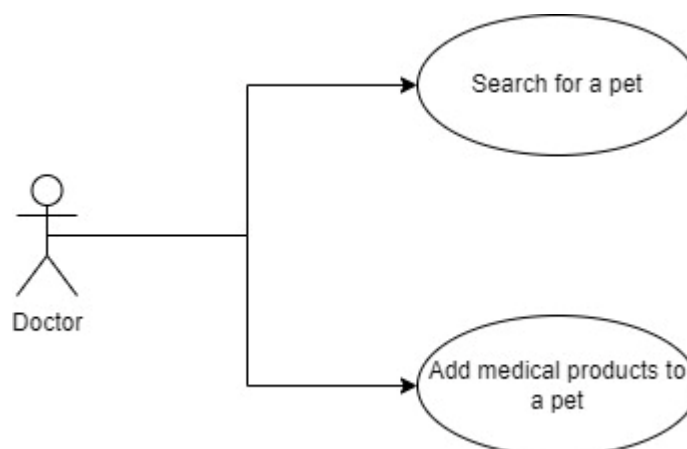 Search for a pet
Doctor
Add medical products to
a pet